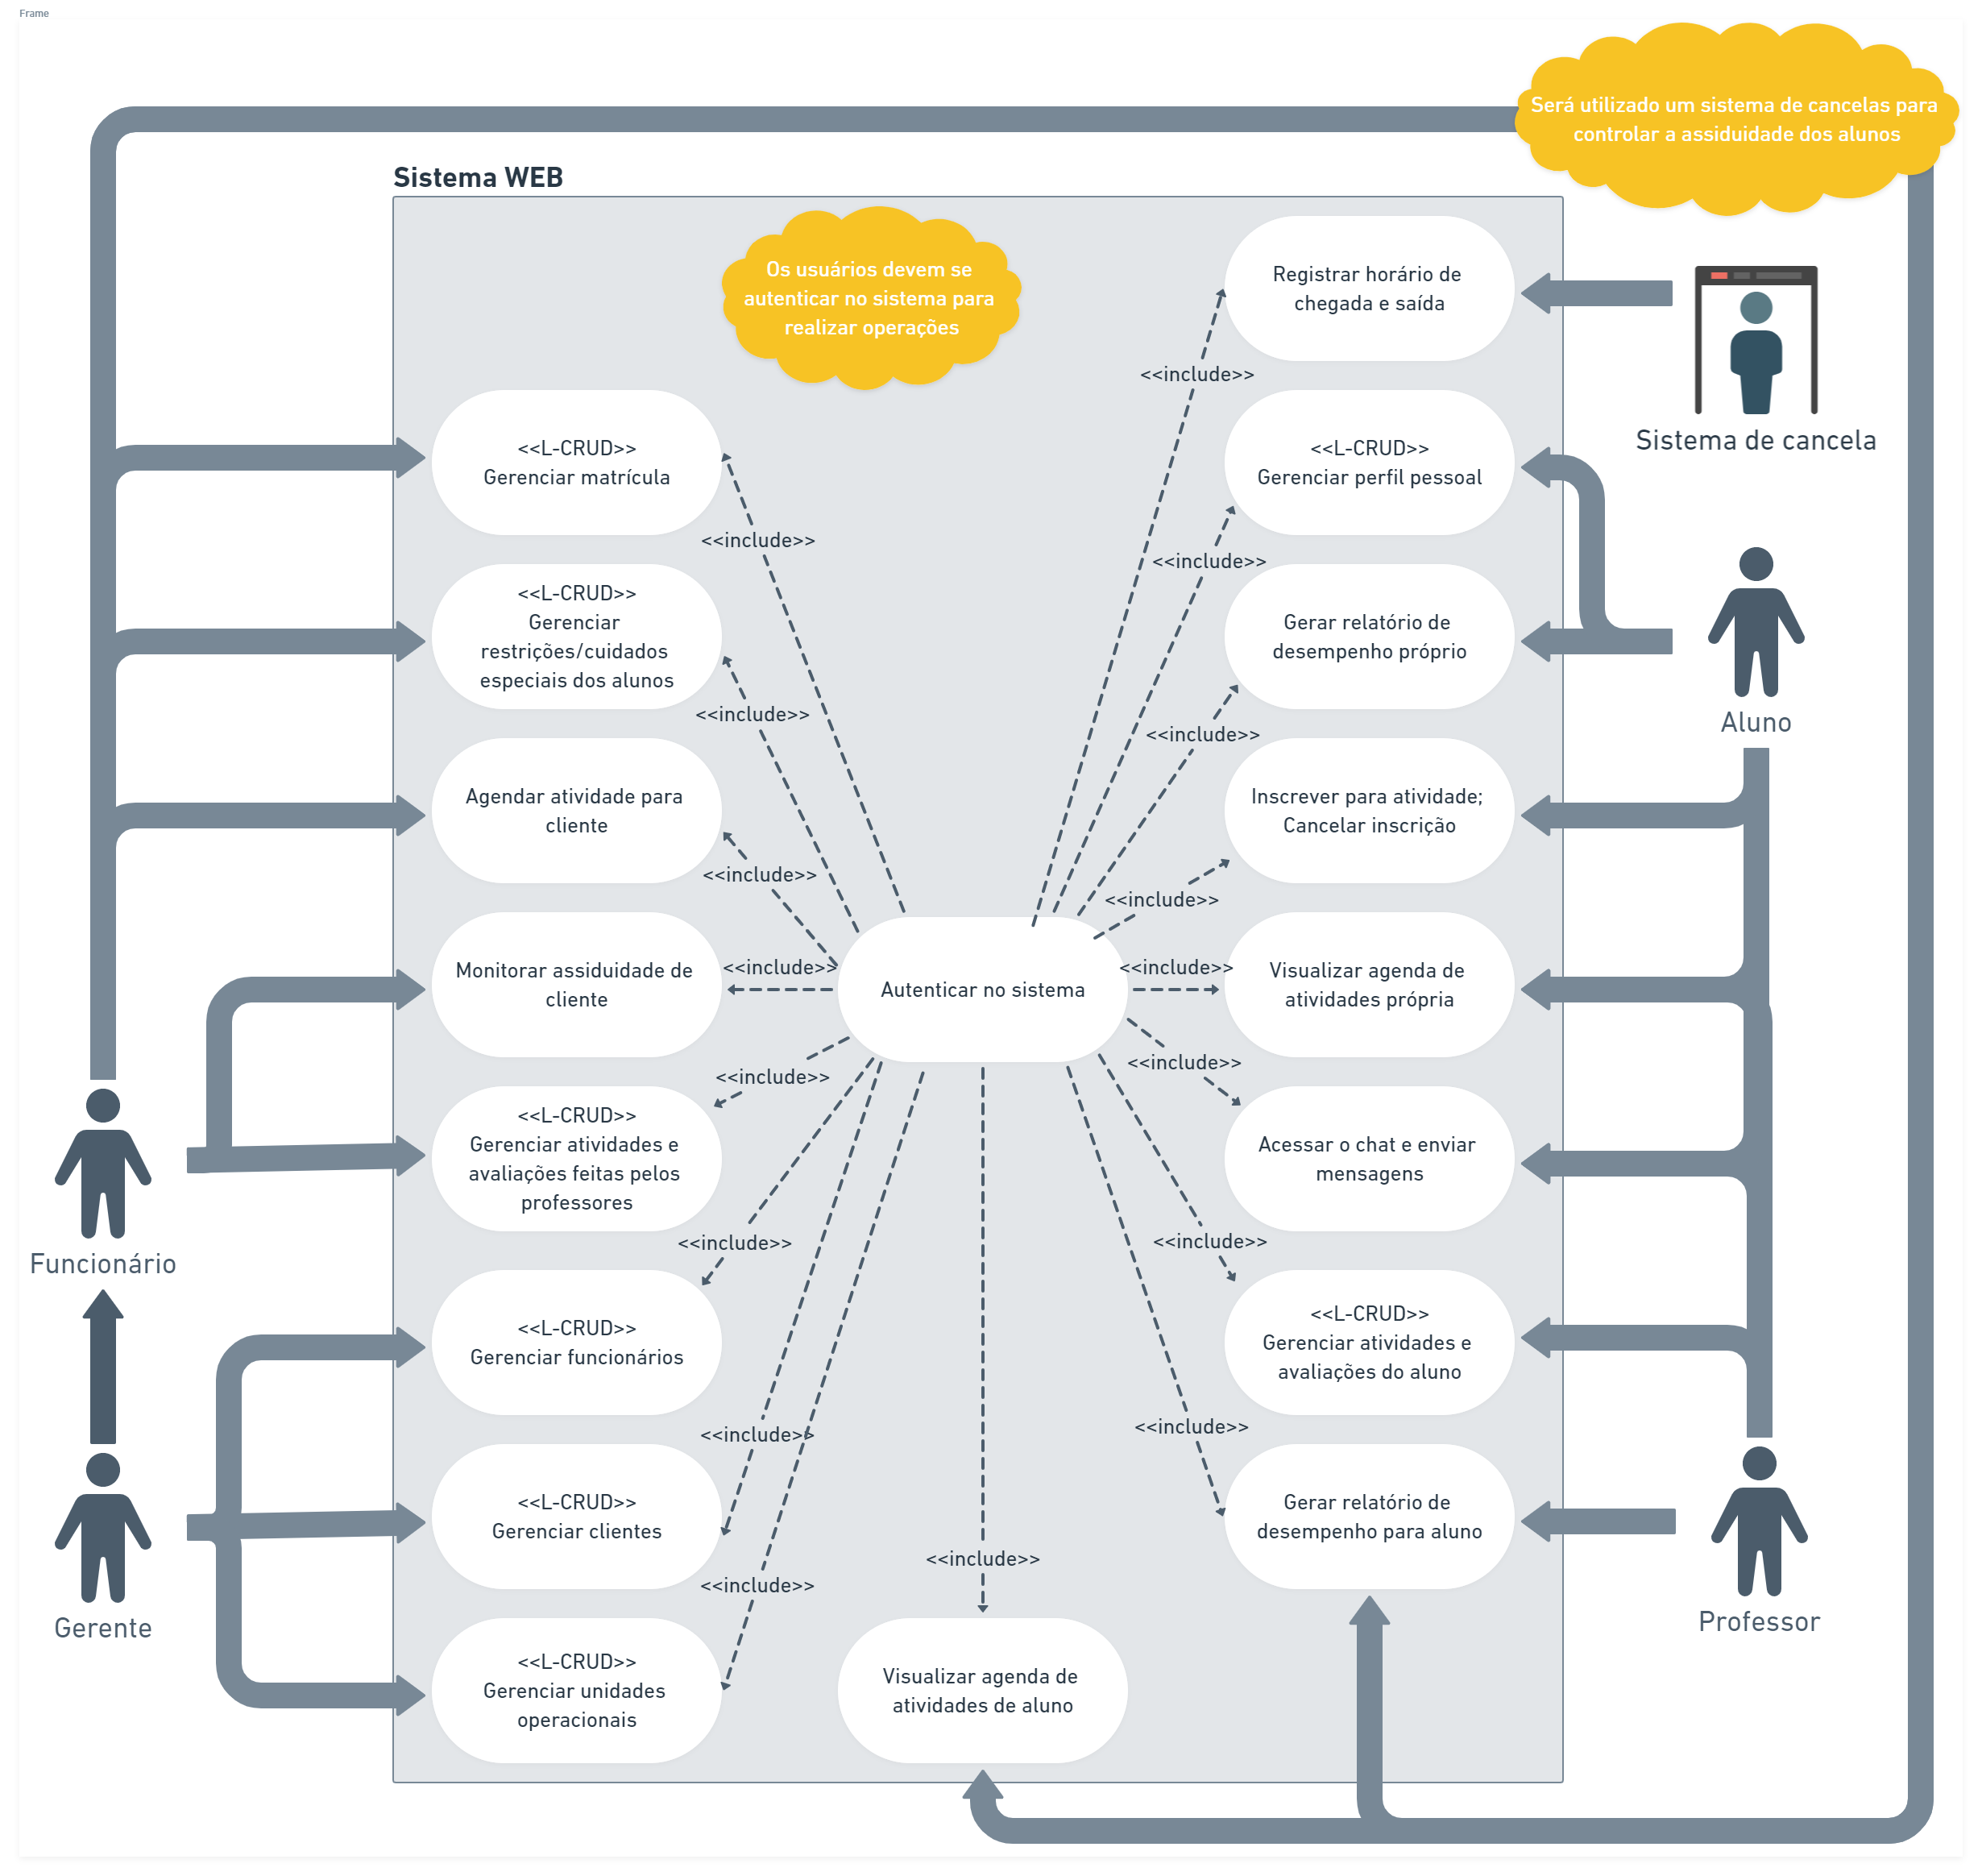 Frame
Será utilizado um sistema de cancelas para
controlar a assiduidade dos alunos
Sistema WEB
Os usuários devem se
autenticar no sistema para
realizar operações
Registrar horário de
chegada e saída
<<include>>
Sistema de cancela
<<L-CRUD>>
Gerenciar matrícula
<<L-CRUD>>
Gerenciar perfil pessoal
<<include>>
<<include>>
<<L-CRUD>>
Gerenciar
restrições/cuidados
especiais dos alunos
Gerar relatório de
desempenho próprio
<<include>>
<<include>>
Aluno
Agendar atividade para
cliente
Inscrever para atividade;
Cancelar inscrição
<<include>>
<<include>>
Monitorar assiduidade de
cliente
<<include>>
Autenticar no sistema
<<include>>
Visualizar agenda de
atividades própria
<<include>>
<<include>>
<<L-CRUD>>
Gerenciar atividades e
avaliações feitas pelos
professores
Acessar o chat e enviar
mensagens
Funcionário
<<include>>
<<include>>
<<L-CRUD>>
Gerenciar funcionários
<<L-CRUD>>
Gerenciar atividades e
avaliações do aluno
<<include>>
<<include>>
<<L-CRUD>>
Gerenciar clientes
Gerar relatório de
desempenho para aluno
<<include>>
<<include>>
Gerente
Professor
<<L-CRUD>>
Gerenciar unidades
operacionais
Visualizar agenda de
atividades de aluno